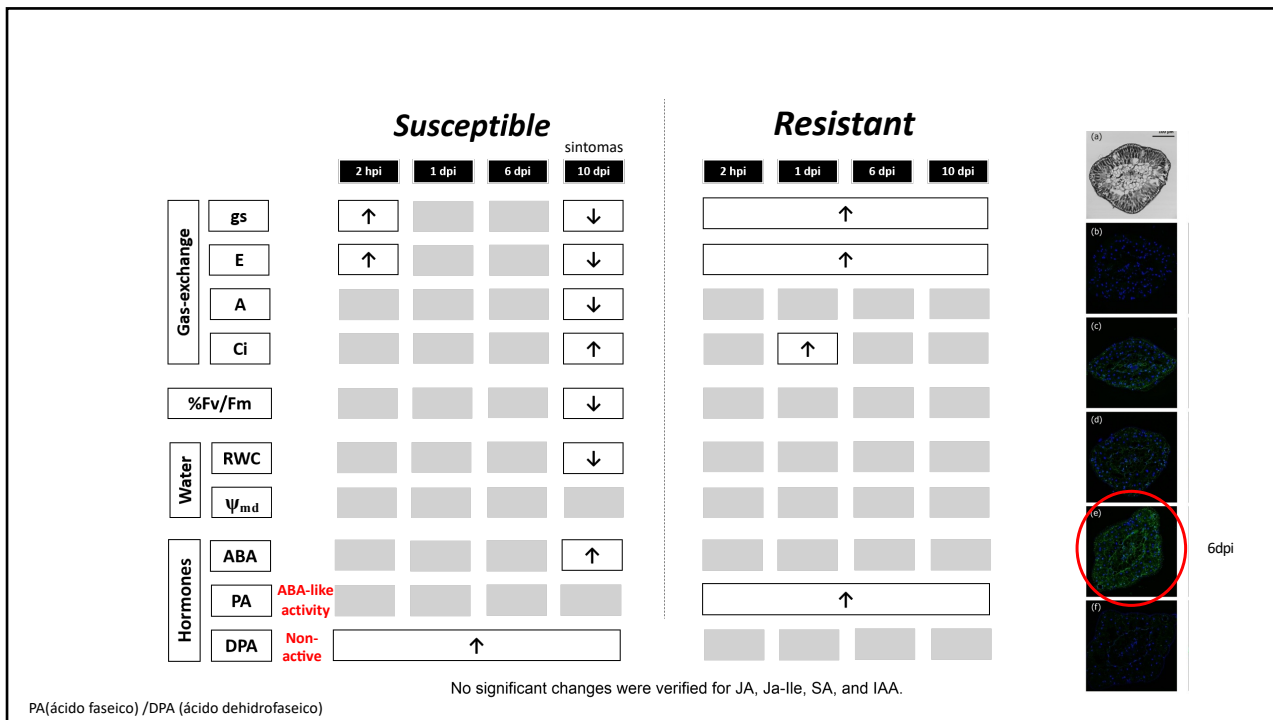 Susceptible
Resistant
sintomas
2 hpi 1 dpi 6 dpi 10 dpi
2 hpi 1 dpi 6 dpi 10 dpi
Gas-exchange
gs ↑ ↓ ↑
E ↑ ↓ ↑
A ↓
Ci ↑ ↑
%Fv/Fm ↓
Water
RWC ↓
Ψmd
Hormones
ABA ↑
PA ABA-like activity ↑
DPA Non-active ↑
No significant changes were verified for JA, Ja-Ile, SA, and IAA.
PA(ácido faseico) /DPA (ácido dehidrofaseico)
(a)
(b)
(c)
(d)
(e)
6dpi
(f)